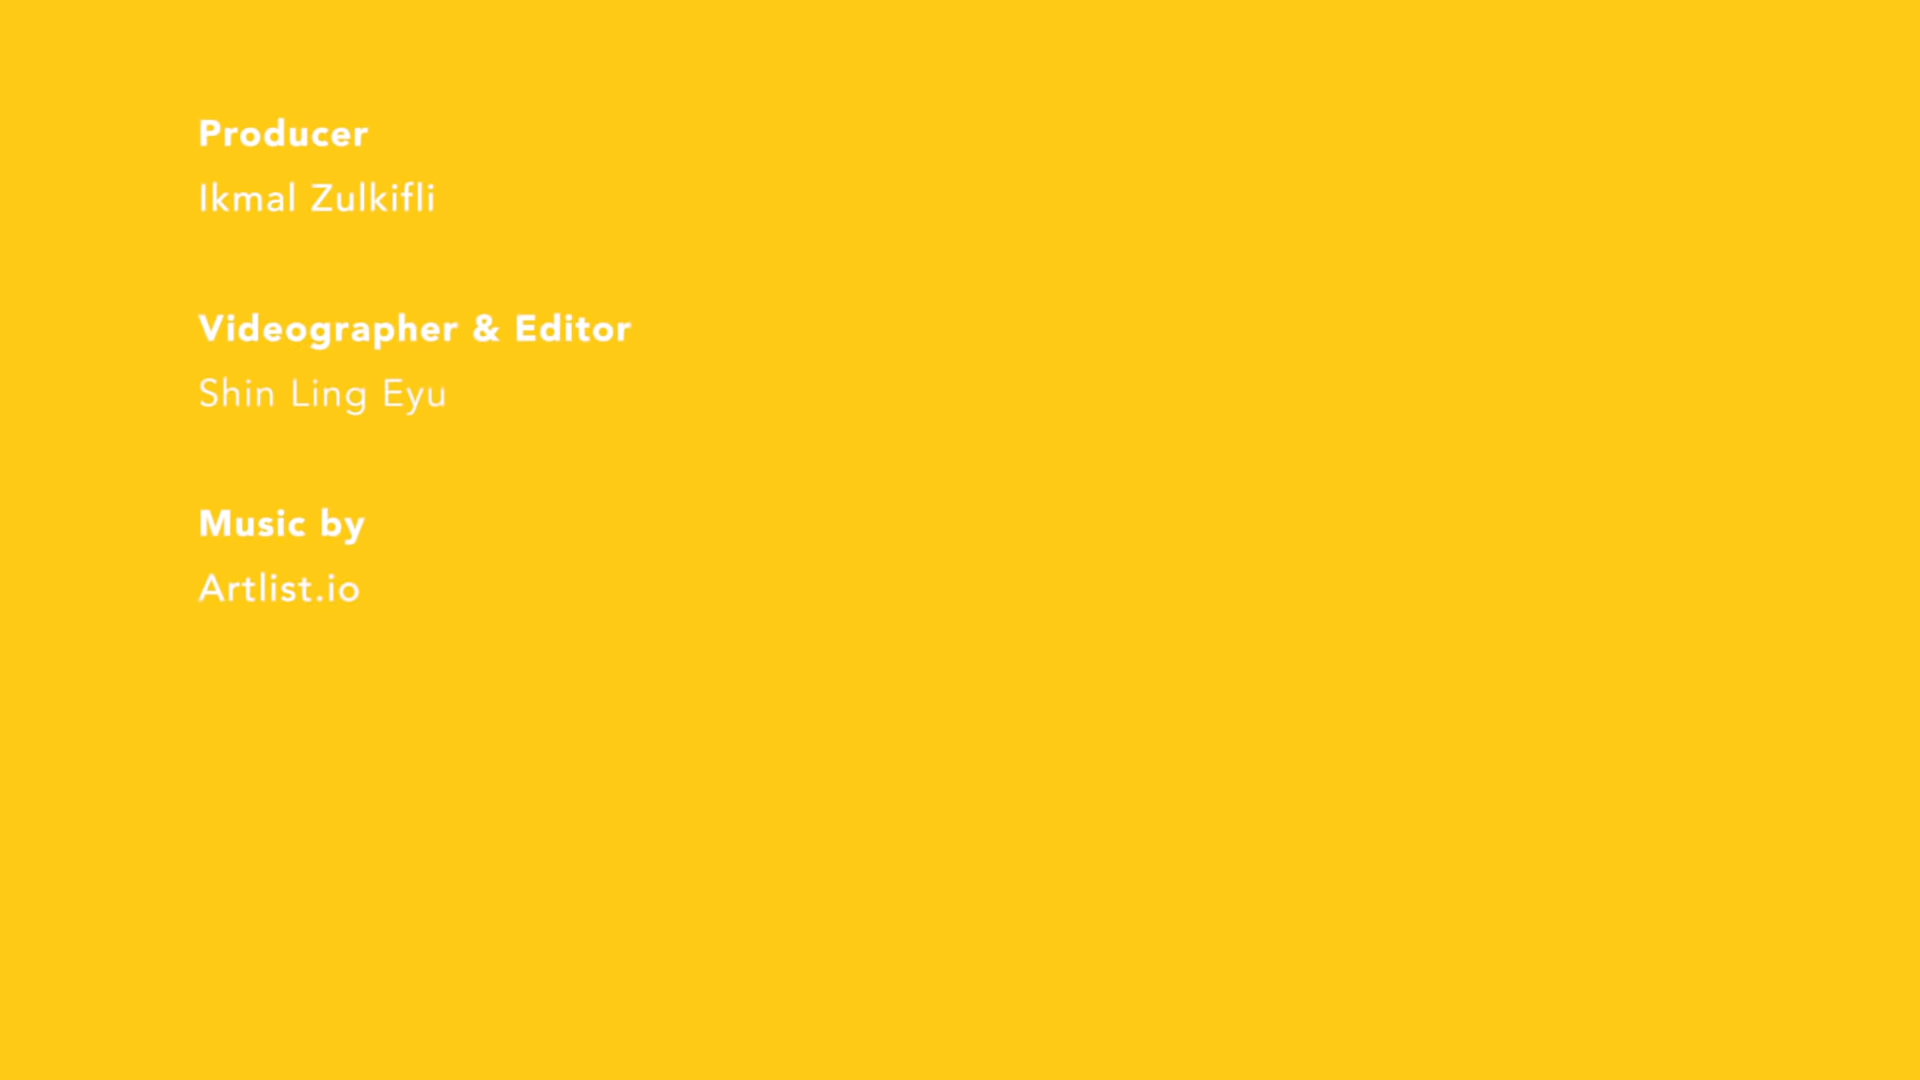 Producer
Ikmal Zulkifli
Videographer & Editor
Shin Ling Eyu
Music by
Artlist.io